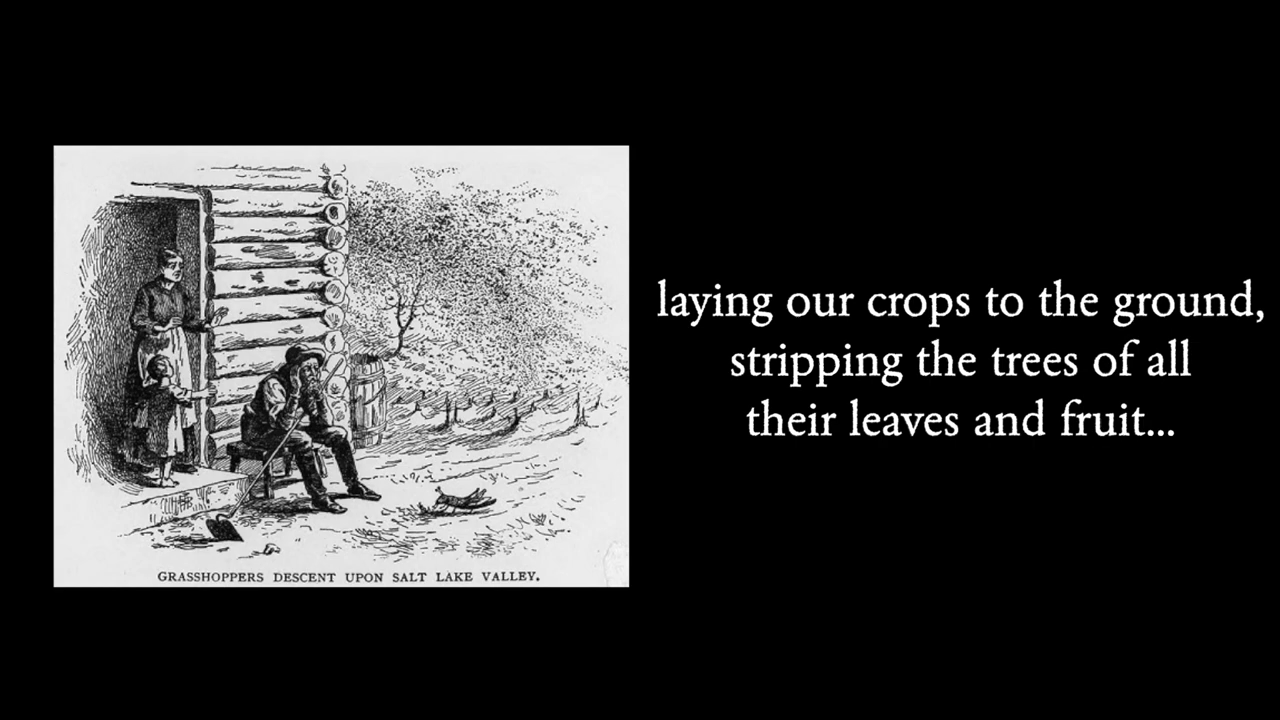 laying our crops to the ground,
stripping the trees of all
their leaves and fruit...
GRASSHOPPERS DESCENT UPON SALT LAKE VALLEY.